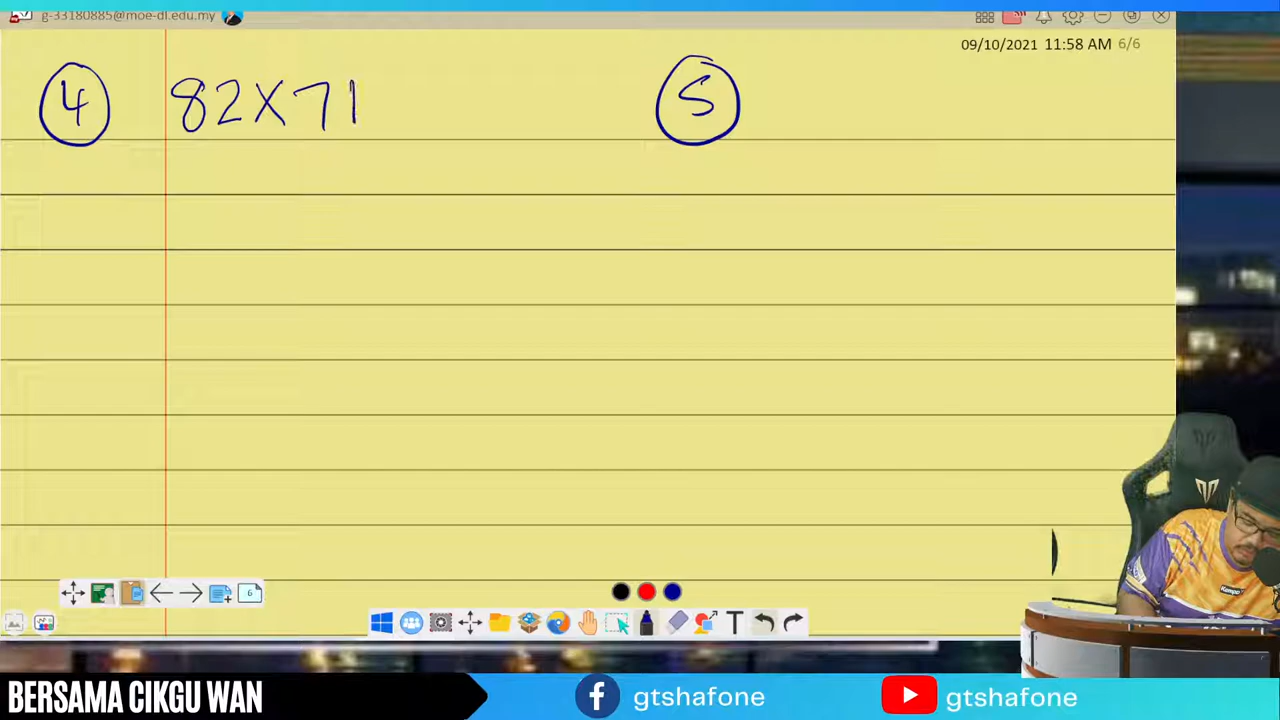 g-33180885@moe-dl.edu.my
09/10/2021 11:58 AM 6/6
4 82X71
5
6
T
BERSAMA CIKGU WAN
gtshafone
gtshafone